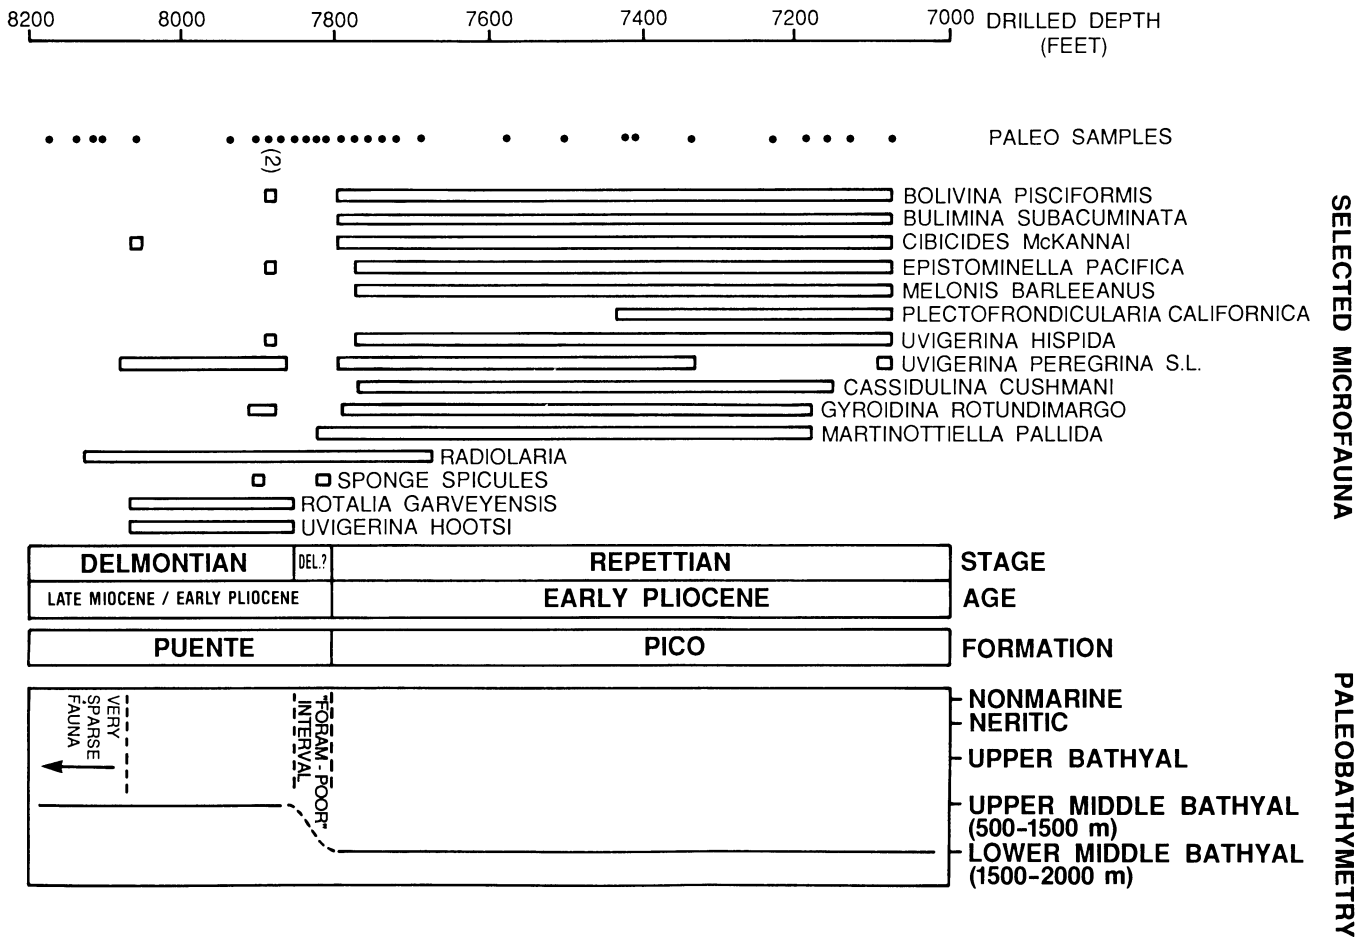 8200 8000 7800 7600 7400 7200 7000 DRILLED DEPTH
(FEET)
PALEO SAMPLES
(2)
BOLIVINA PISCIFORMIS
BULIMINA SUBACUMINATA
CIBICIDES McKANNAI
EPISTOMINELLA PACIFICA
MELONIS BARLEEANUS
PLECTOFRONDICULARIA CALIFORNICA
UVIGERINA HISPIDA
UVIGERINA PEREGRINA S.L.
CASSIDULINA CUSHMANI
GYROIDINA ROTUNDIMARGO
MARTINOTTIELLA PALLIDA
RADIOLARIA
SPONGE SPICULES
ROTALIA GARVEYENSIS
UVIGERINA HOOTSI
SELECTED MICROFAUNA
DELMONTIAN DEL.? REPETTIAN STAGE
LATE MIOCENE / EARLY PLIOCENE EARLY PLIOCENE AGE
PUENTE PICO FORMATION
VERY
SPARSE
FAUNA
"FORAM-POOR"
INTERVAL
NONMARINE
NERITIC
UPPER BATHYAL
UPPER MIDDLE BATHYAL
(500-1500 m)
LOWER MIDDLE BATHYAL
(1500-2000 m)
PALEOBATHYMETRY